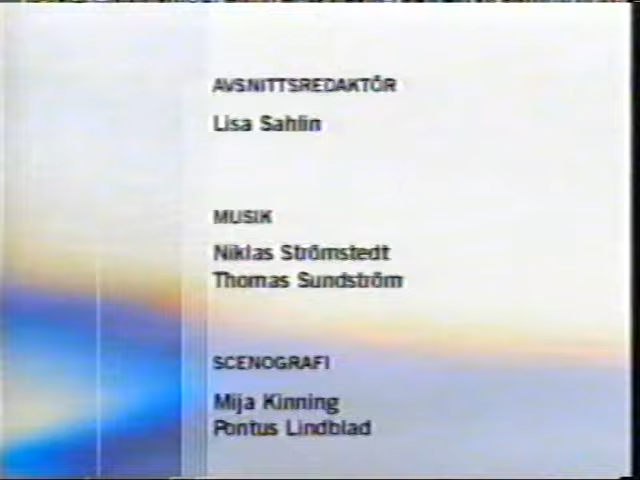 AVSNITTSREDAKTÖR
Lisa Sahlin
MUSIK
Niklas Strömstedt
Thomas Sundström
SCENOGRAFI
Mija Kinning
Pontus Lindblad